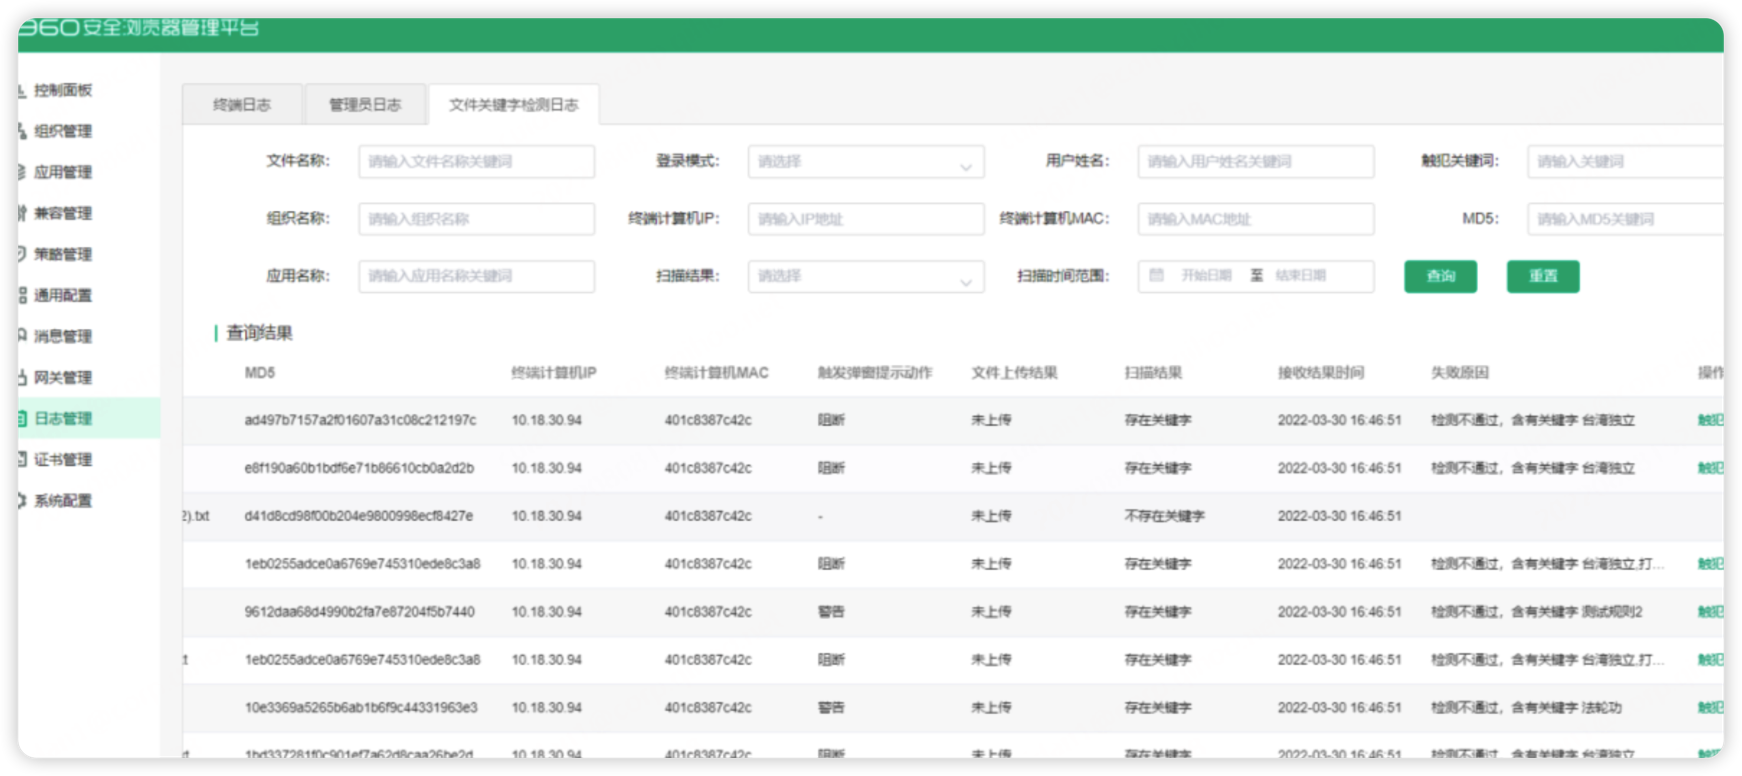 360安全浏览器管理平台
控制面板
组织管理
应用管理
兼容管理
策略管理
通用配置
消息管理
网关管理
日志管理
证书管理
系统配置
终端日志 管理员日志 文件关键字检测日志
文件名称: 请输入文件名称关键词 登录模式: 请选择 用户姓名: 请输入用户姓名关键词 触犯关键词: 请输入关键词
组织名称: 请输入组织名称 终端计算机IP: 请输入IP地址 终端计算机MAC: 请输入MAC地址 MD5: 请输入MD5关键词
应用名称: 请输入应用名称关键词 扫描结果: 请选择 扫描时间范围: 开始日期 至 结束日期 查询 重置
查询结果
MD5 终端计算机IP 终端计算机MAC 触发弹窗提示动作 文件上传结果 扫描结果 接收结果时间 失败原因 操作
ad497b7157a2f01607a31c08c212197c 10.18.30.94 401c8387c42c 阻断 未上传 存在关键字 2022-03-30 16:46:51 检测不通过，含有关键字 台湾独立 触犯
e8f190a60b1bdf6e71b86610cb0a2d2b 10.18.30.94 401c8387c42c 阻断 未上传 存在关键字 2022-03-30 16:46:51 检测不通过，含有关键字 台湾独立 触犯
2).txt d41d8cd98f00b204e9800998ecf8427e 10.18.30.94 401c8387c42c - 未上传 不存在关键字 2022-03-30 16:46:51
1eb0255adce0a6769e745310ede8c3a8 10.18.30.94 401c8387c42c 阻断 未上传 存在关键字 2022-03-30 16:46:51 检测不通过，含有关键字 台湾独立,打... 触犯
9612daa68d4990b2fa7e87204f5b7440 10.18.30.94 401c8387c42c 警告 未上传 存在关键字 2022-03-30 16:46:51 检测不通过，含有关键字 测试规则2 触犯
t 1eb0255adce0a6769e745310ede8c3a8 10.18.30.94 401c8387c42c 阻断 未上传 存在关键字 2022-03-30 16:46:51 检测不通过，含有关键字 台湾独立,打... 触犯
10e3369a5265b6ab1b6f9c44331963e3 10.18.30.94 401c8387c42c 警告 未上传 存在关键字 2022-03-30 16:46:51 检测不通过，含有关键字 法轮功 触犯
1bd337281f0c901ef7a62d8caa26be2d 10.18.30.94 401c8387c42c 阻断 未上传 存在关键字 2022-03-30 16:46:51 检测不通过，含有关键字 台湾独立 触犯